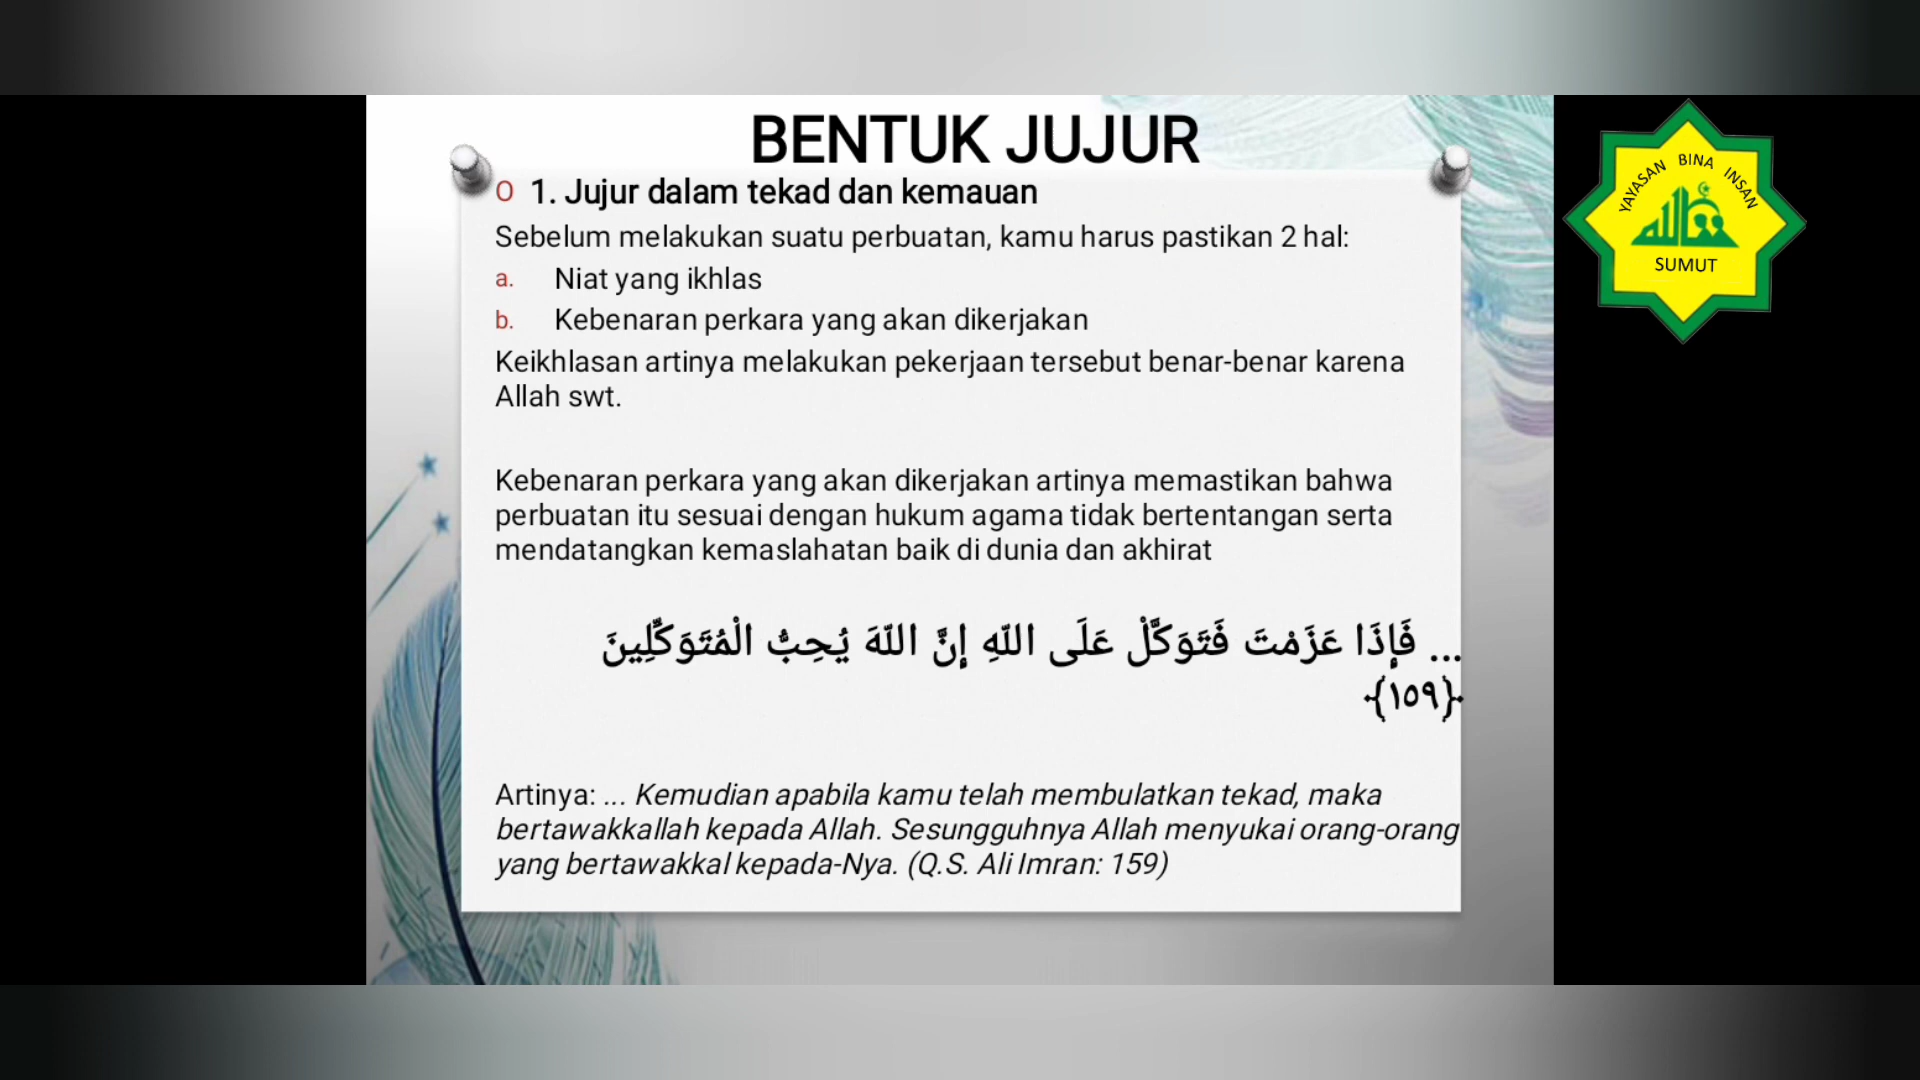 BENTUK JUJUR
O 1. Jujur dalam tekad dan kemauan
Sebelum melakukan suatu perbuatan, kamu harus pastikan 2 hal:
a. Niat yang ikhlas
b. Kebenaran perkara yang akan dikerjakan
Keikhlasan artinya melakukan pekerjaan tersebut benar-benar karena
Allah swt.
Kebenaran perkara yang akan dikerjakan artinya memastikan bahwa
perbuatan itu sesuai dengan hukum agama tidak bertentangan serta
mendatangkan kemaslahatan baik di dunia dan akhirat
... فَإِذَا عَزَمْتَ فَتَوَكَّلْ عَلَى اللّهِ إِنَّ اللّهَ يُحِبُّ الْمُتَوَكِّلِينَ
﴿١٥٩﴾
Artinya: ... Kemudian apabila kamu telah membulatkan tekad, maka
bertawakkallah kepada Allah. Sesungguhnya Allah menyukai orang-orang
yang bertawakkal kepada-Nya. (Q.S. Ali Imran: 159)
YAYASAN BINA INSAN
الله
SUMUT